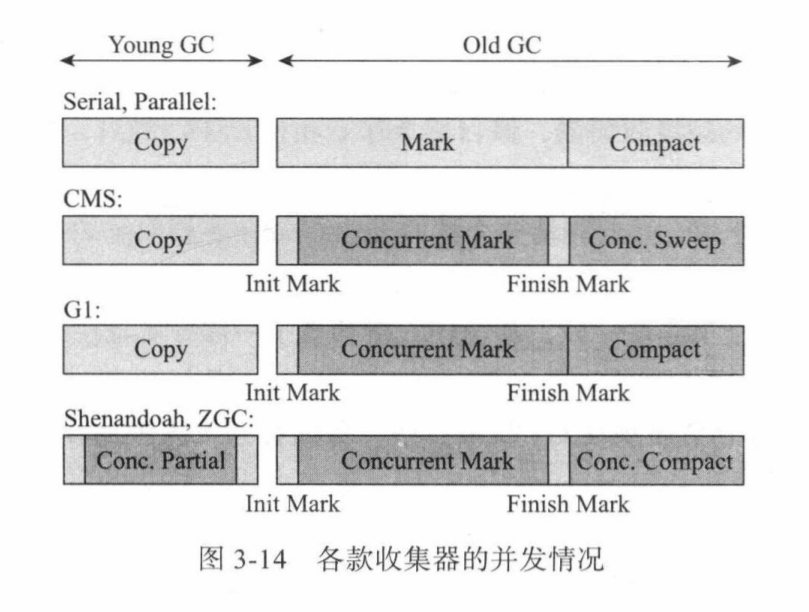 Young GC Old GC
Serial, Parallel:
Copy Mark Compact
CMS:
Copy Concurrent Mark Conc. Sweep
Init Mark Finish Mark
G1:
Copy Concurrent Mark Compact
Init Mark Finish Mark
Shenandoah, ZGC:
Conc. Partial Concurrent Mark Conc. Compact
Init Mark Finish Mark
图 3-14 各款收集器的并发情况